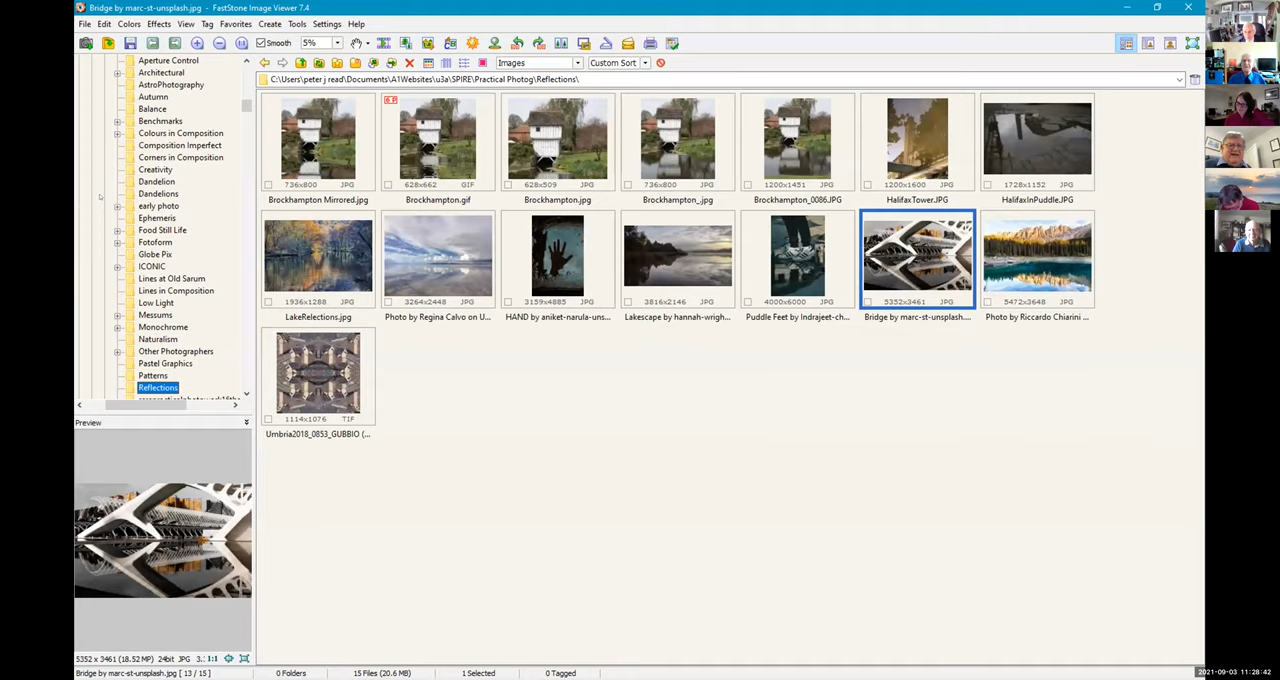 Bridge by marc-st-unsplash.jpg - FastStone Image Viewer 7.4
File Edit Colors Effects View Tag Favorites Create Tools Settings Help
Smooth 5%
Images Custom Sort
C:\Users\peter j read\Documents\A1Websites\u3a\SPIRE\Practical Photog\Reflections\
Aperture Control
Architectural
AstroPhotography
Autumn
Balance
Benchmarks
Colours in Composition
Composition Imperfect
Corners in Composition
Creativity
Dandelion
Dandelions
early photo
Ephemeris
Food Still Life
Fotoform
Globe Pix
ICONIC
Lines at Old Sarum
Lines in Composition
Low Light
Messums
Monochrome
Naturalism
Other Photographers
Pastel Graphics
Patterns
Reflections
Preview
5352 x 3461 (18.52 MP) 24bit JPG 3.. 1:1
Bridge by marc-st-unsplash.jpg [ 13 / 15 ]
736x800 JPG
Brockhampton Mirrored.jpg
6 P
628x662 GIF
Brockhampton.gif
628x509 JPG
Brockhampton.jpg
736x800 JPG
Brockhampton_.jpg
1200x1451 JPG
Brockhampton_0086.JPG
1200x1600 JPG
HalifaxTower.JPG
1728x1152 JPG
HalifaxInPuddle.JPG
1936x1288 JPG
LakeRelections.jpg
3264x2448 JPG
Photo by Regina Calvo on U...
3159x4885 JPG
HAND by aniket-narula-uns...
3816x2146 JPG
Lakescape by hannah-wrigh...
4000x6000 JPG
Puddle Feet by Indrajeet-ch...
5352x3461 JPG
Bridge by marc-st-unsplash....
5472x3648 JPG
Photo by Riccardo Chiarini ...
1114x1076 TIF
Umbria2018_0853_GUBBIO (...
0 Folders 15 Files (20.6 MB) 1 Selected 0 Tagged
2021-09-03 11:28:42